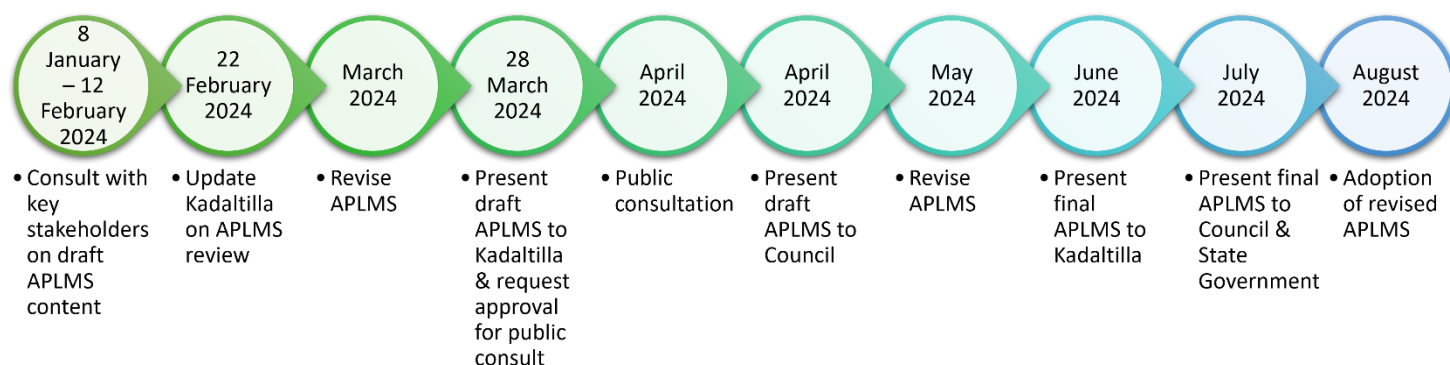 8
January
– 12
February
2024
22
February
2024
March
2024
28
March
2024
April
2024
April
2024
May
2024
June
2024
July
2024
August
2024
• Consult with
key
stakeholders
on draft
APLMS
content
• Update
Kadaltilla
on APLMS
review
• Revise
APLMS
• Present
draft
APLMS to
Kadaltilla
& request
approval
for public
consult
• Public
consultation
• Present
draft
APLMS to
Council
• Revise
APLMS
• Present
final
APLMS to
Kadaltilla
• Present final
APLMS to
Council &
State
Government
• Adoption
of revised
APLMS